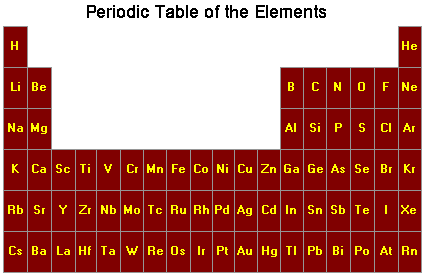 Periodic Table of the Elements
H He
Li Be B C N O F Ne
Na Mg Al Si P S Cl Ar
K Ca Sc Ti V Cr Mn Fe Co Ni Cu Zn Ga Ge As Se Br Kr
Rb Sr Y Zr Nb Mo Tc Ru Rh Pd Ag Cd In Sn Sb Te I Xe
Cs Ba La Hf Ta W Re Os Ir Pt Au Hg Tl Pb Bi Po At Rn